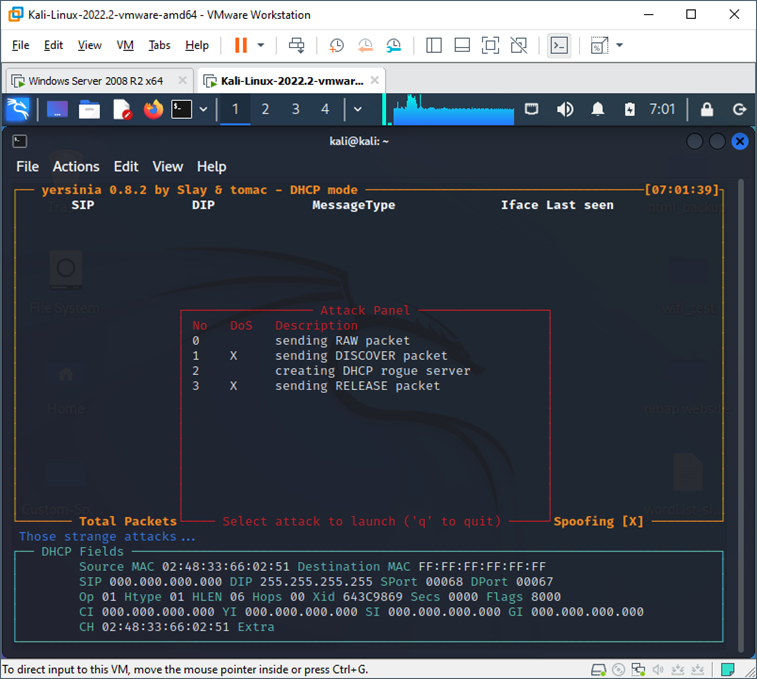 Kali-Linux-2022.2-vmware-amd64 - VMware Workstation
File Edit View VM Tabs Help
Windows Server 2008 R2 x64 Kali-Linux-2022.2-vmwar...
1 2 3 4 7:01
kali@kali: ~
File Actions Edit View Help
yersinia 0.8.2 by Slay & tomac - DHCP mode [07:01:39]
SIP DIP MessageType Iface Last seen
Attack Panel
No DoS Description
0 sending RAW packet
1 X sending DISCOVER packet
2 creating DHCP rogue server
3 X sending RELEASE packet
File System
Home
Total Packets Select attack to launch ('q' to quit) Spoofing [X]
Those strange attacks...
DHCP Fields
Source MAC 02:48:33:66:02:51 Destination MAC FF:FF:FF:FF:FF:FF
SIP 000.000.000.000 DIP 255.255.255.255 SPort 00068 DPort 00067
Op 01 Htype 01 HLEN 06 Hops 00 Xid 643C9869 Secs 0000 Flags 8000
CI 000.000.000.000 YI 000.000.000.000 SI 000.000.000.000 GI 000.000.000.000
CH 02:48:33:66:02:51 Extra
To direct input to this VM, move the mouse pointer inside or press Ctrl+G.